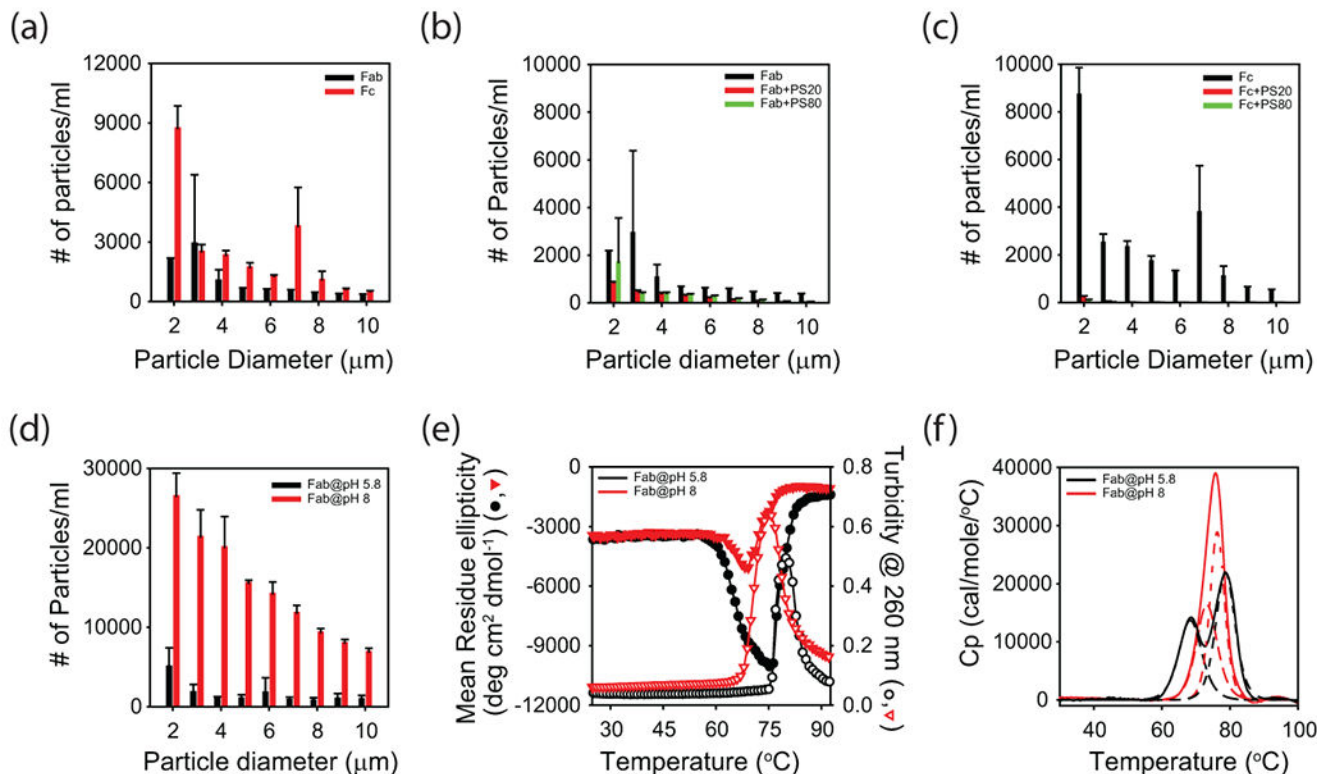 (a)
12000
9000
6000
3000
0
# of particles/ml
Fab
Fc
2 4 6 8 10
Particle Diameter (μm)
(b)
10000
8000
6000
4000
2000
0
# of Particles/ml
Fab
Fab+PS20
Fab+PS80
2 4 6 8 10
Particle diameter (μm)
(c)
10000
8000
6000
4000
2000
0
# of particles/ml
Fc
Fc+PS20
Fc+PS80
2 4 6 8 10
Particle Diameter (μm)
(d)
30000
20000
10000
0
# of Particles/ml
Fab@pH 5.8
Fab@pH 8
2 4 6 8 10
Particle diameter (μm)
(e)
Mean Residue ellipticity
(deg cm² dmol⁻¹) (●,▼)
0
-3000
-6000
-9000
-12000
Fab@pH 5.8
Fab@pH 8
0.8
0.6
0.4
0.2
0.0
Turbidity @ 260 nm (○,△)
30 45 60 75 90
Temperature (°C)
(f)
Cp (cal/mole/°C)
40000
30000
20000
10000
0
Fab@pH 5.8
Fab@pH 8
40 60 80 100
Temperature (°C)